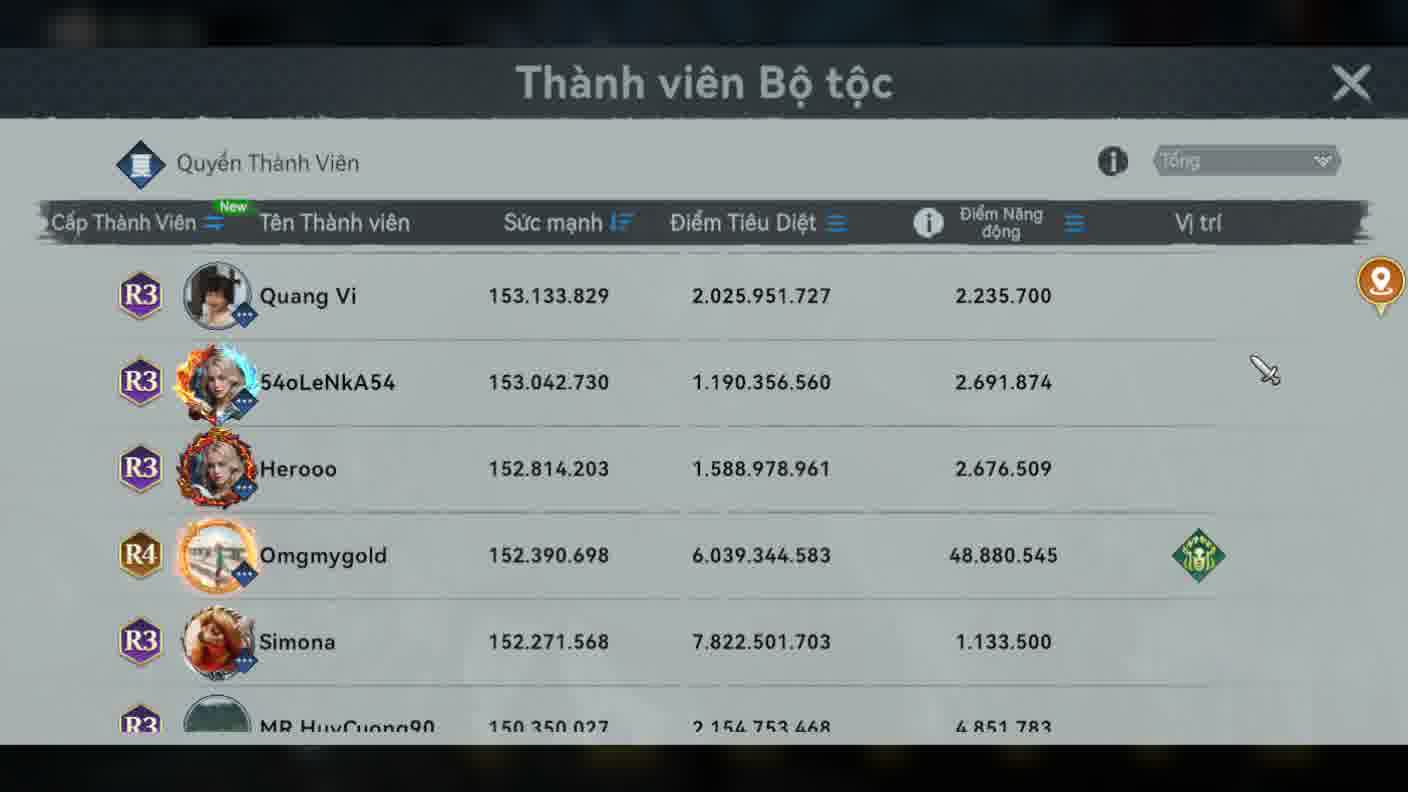 Thành viên Bộ tộc
Quyển Thành Viên
Tổng
New
Cấp Thành Viên Tên Thành viên Sức mạnh Điểm Tiêu Diệt Điểm Năng động Vị trí
R3 Quang Vi 153.133.829 2.025.951.727 2.235.700
R3 54oLeNkA54 153.042.730 1.190.356.560 2.691.874
R3 Herooo 152.814.203 1.588.978.961 2.676.509
R4 Omgmygold 152.390.698 6.039.344.583 48.880.545
R3 Simona 152.271.568 7.822.501.703 1.133.500
R3 MR HuyCuong90 150.350.027 2.154.753.468 4.851.783